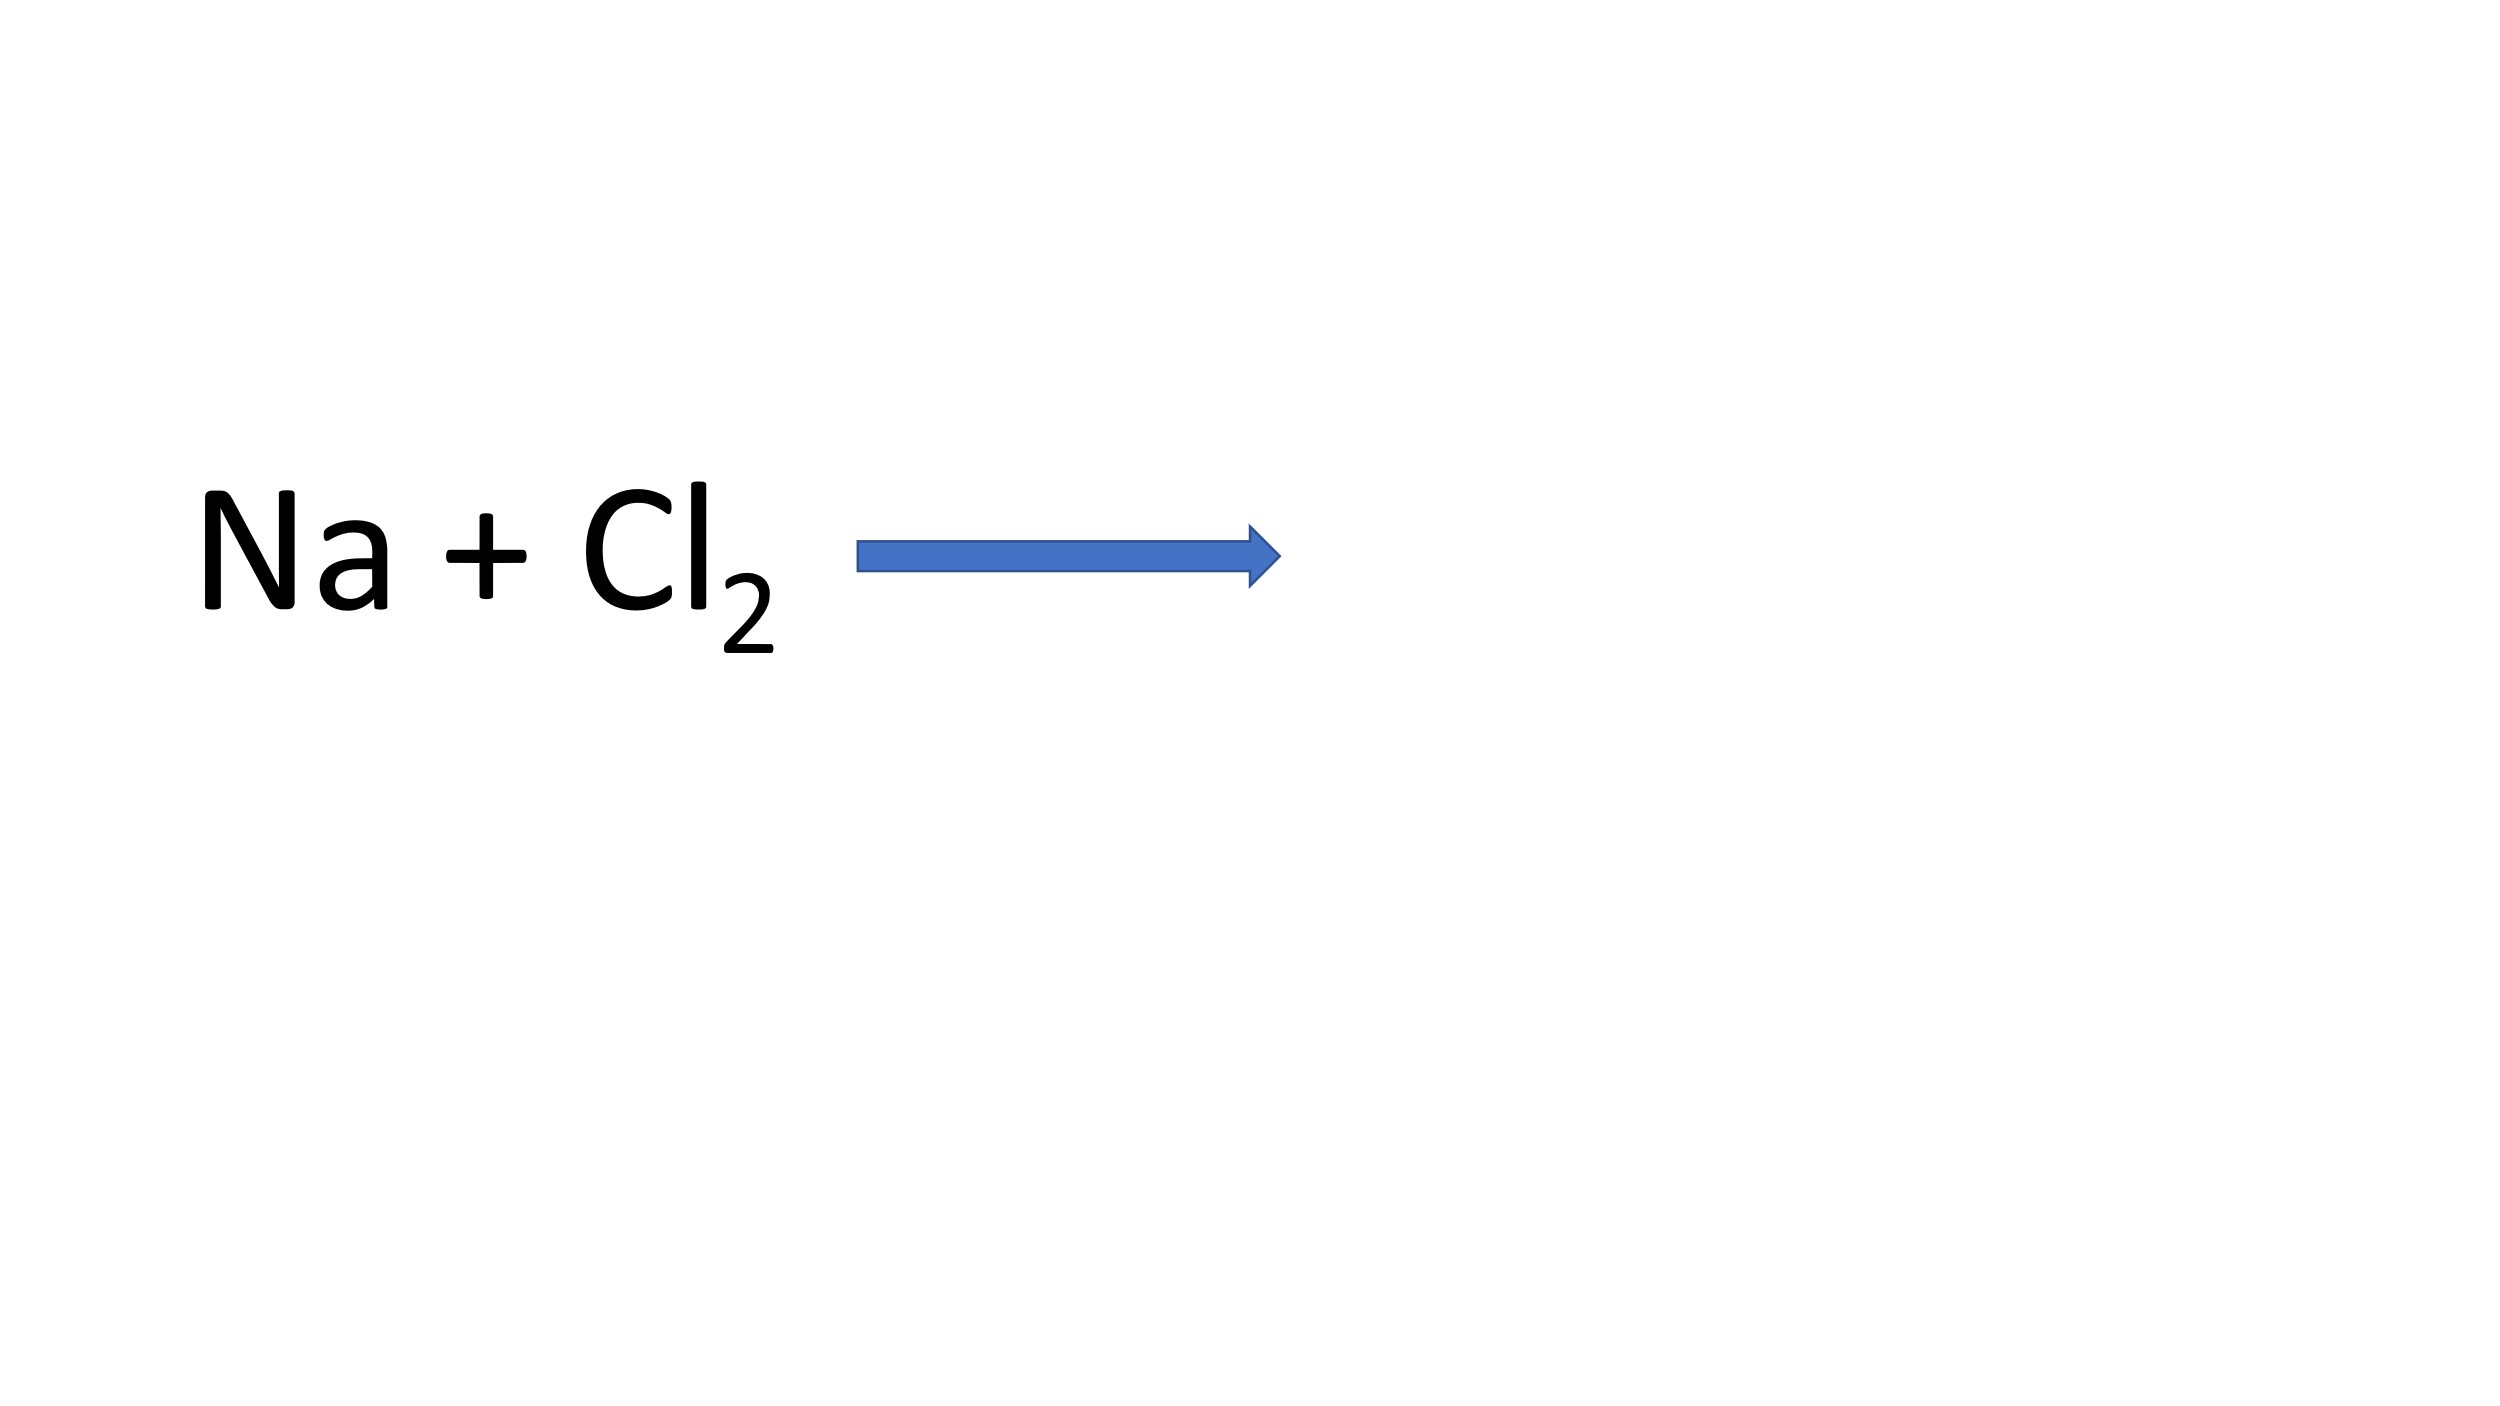 Na + Cl₂